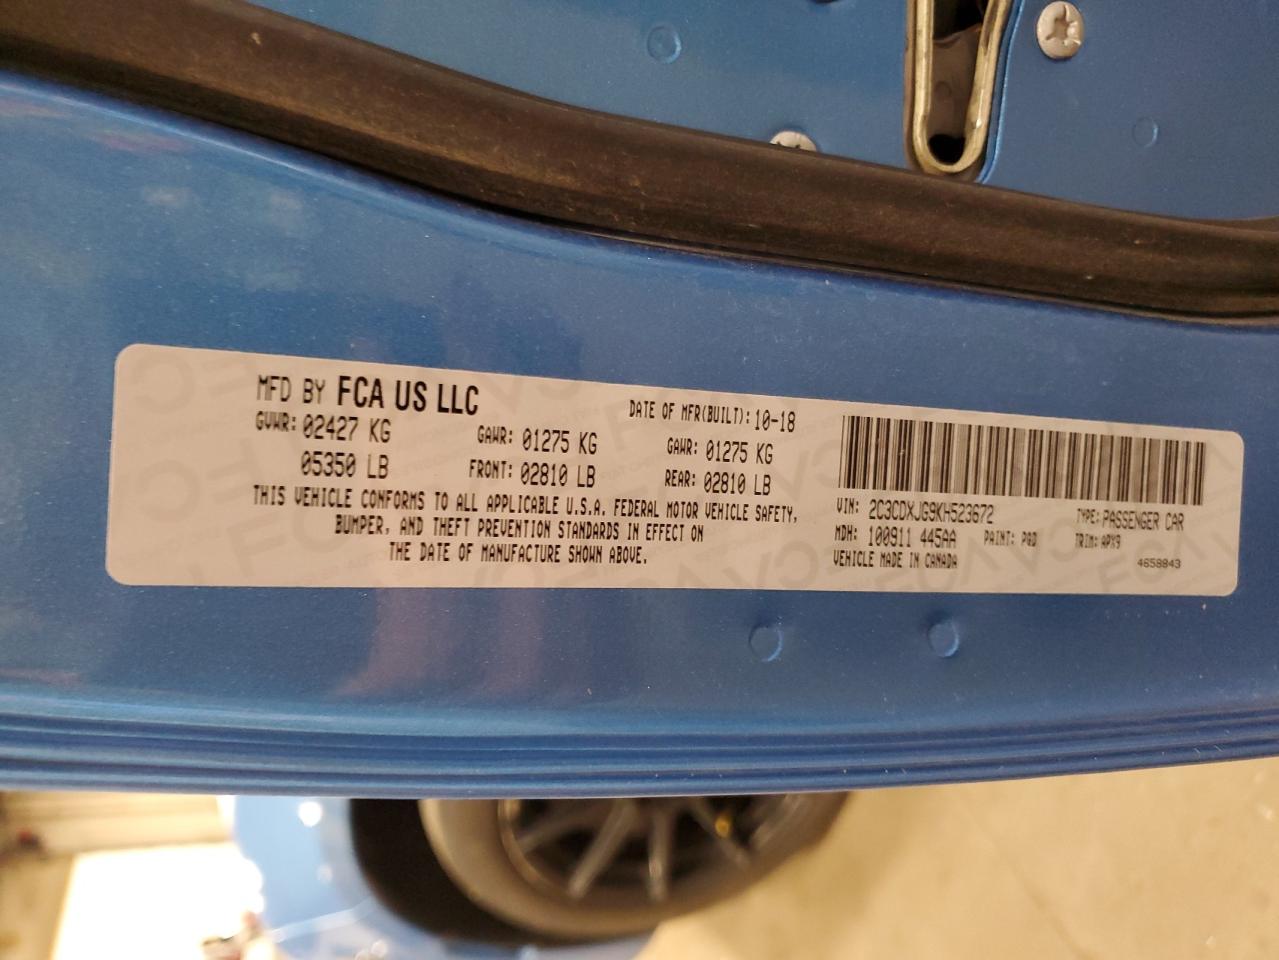 MFD BY FCA US LLC
GVWR: 02427 KG
05350 LB
GAWR: 01275 KG
FRONT: 02810 LB
DATE OF MFR(BUILT): 10-18
GAWR: 01275 KG
REAR: 02810 LB
THIS VEHICLE CONFORMS TO ALL APPLICABLE U.S.A. FEDERAL MOTOR VEHICLE SAFETY,
BUMPER, AND THEFT PREVENTION STANDARDS IN EFFECT ON
THE DATE OF MANUFACTURE SHOWN ABOVE.
VIN: 2C3CDXJG9KH523672 TYPE: PASSENGER CAR
MDH: 100911 445AA PAINT: PQD TRIM: APX9
VEHICLE MADE IN CANADA 4658843